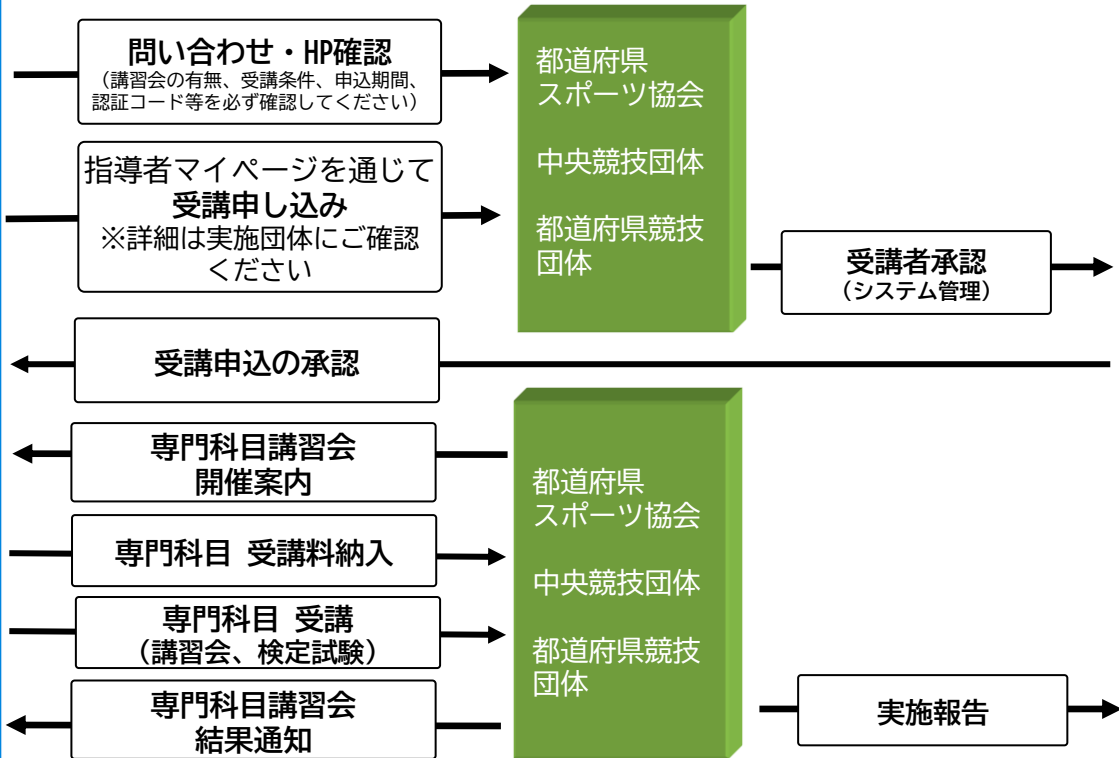 問い合わせ・HP確認
（講習会の有無、受講条件、申込期間、
認証コード等を必ず確認してください）
指導者マイページを通じて
受講申し込み
※詳細は実施団体にご確認
ください
都道府県
スポーツ協会
中央競技団体
都道府県競技
団体
受講者承認
（システム管理）
受講申込の承認
専門科目講習会
開催案内
専門科目 受講料納入
専門科目 受講
（講習会、検定試験）
専門科目講習会
結果通知
都道府県
スポーツ協会
中央競技団体
都道府県競技
団体
実施報告